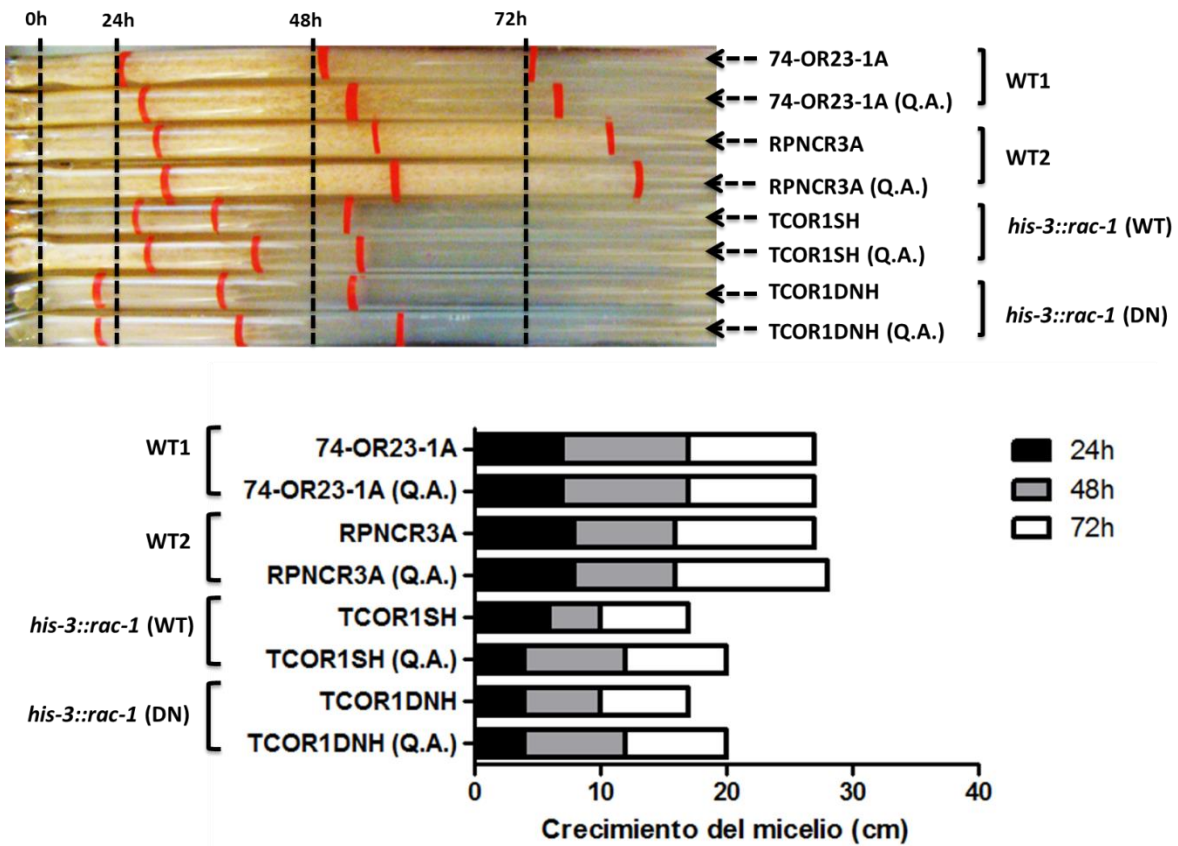 0h 24h 48h 72h
74-OR23-1A
WT1
74-OR23-1A (Q.A.)
RPNCR3A
WT2
RPNCR3A (Q.A.)
TCOR1SH
his-3::rac-1 (WT)
TCOR1SH (Q.A.)
TCOR1DNH
his-3::rac-1 (DN)
TCOR1DNH (Q.A.)
WT1
74-OR23-1A
74-OR23-1A (Q.A.)
WT2
RPNCR3A
RPNCR3A (Q.A.)
his-3::rac-1 (WT)
TCOR1SH
TCOR1SH (Q.A.)
his-3::rac-1 (DN)
TCOR1DNH
TCOR1DNH (Q.A.)
24h
48h
72h
0 10 20 30 40
Crecimiento del micelio (cm)